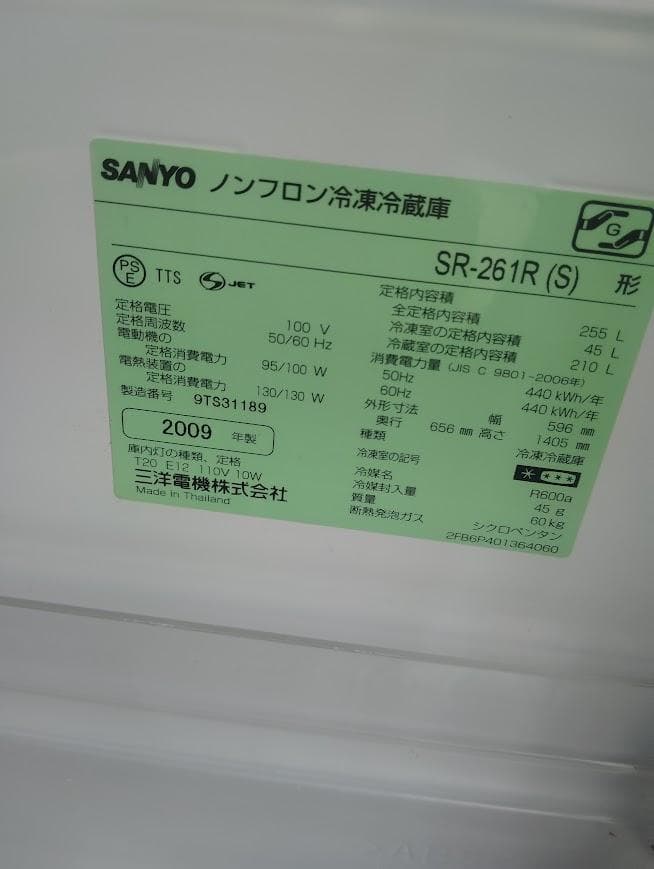 SANYO ノンフロン冷凍冷蔵庫
G
SR-261R (S) 形
PS E TTS JET
定格電圧 100 V
定格周波数 50/60 Hz
電動機の
定格消費電力 95/100 W
電熱装置の
定格消費電力 130/130 W
製造番号 9TS31189
2009 年製
庫内灯の種類、定格
T20 E12 110V 10W
三洋電機株式会社
Made in Thailand
定格内容積
全定格内容積 255 L
冷凍室の定格内容積 45 L
冷蔵室の定格内容積 210 L
消費電力量 (JIS C 9801-2006年)
50Hz 440 kWh/年
60Hz 440 kWh/年
外形寸法 幅 596 mm
奥行 656 mm 高さ 1405 mm
種類 冷凍冷蔵庫
冷凍室の記号 * ***
冷媒名 R600a
冷媒封入量 45 g
質量 60kg
断熱発泡ガス シクロペンタン
2FB6P401364060